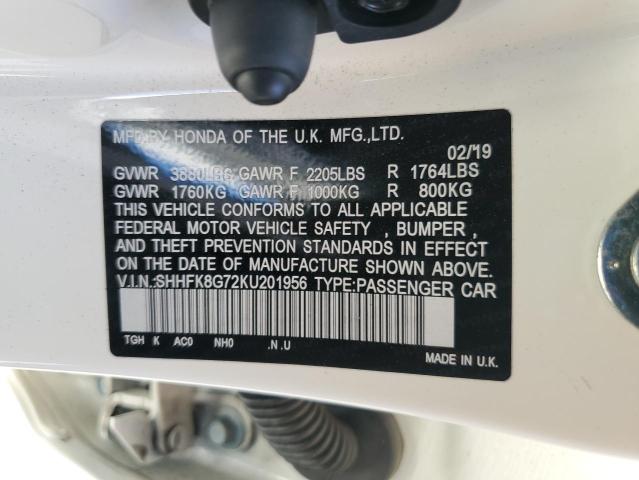 MFD.BY HONDA OF THE U.K. MFG.,LTD.
02/19
GVWR 3880LBS GAWR F 2205LBS R 1764LBS
GVWR 1760KG GAWR F 1000KG R 800KG
THIS VEHICLE CONFORMS TO ALL APPLICABLE
FEDERAL MOTOR VEHICLE SAFETY , BUMPER ,
AND THEFT PREVENTION STANDARDS IN EFFECT
ON THE DATE OF MANUFACTURE SHOWN ABOVE.
V.I.N.:SHHFK8G72KU201956 TYPE:PASSENGER CAR
TGH K AC0 NH0 .N .U
MADE IN U.K.